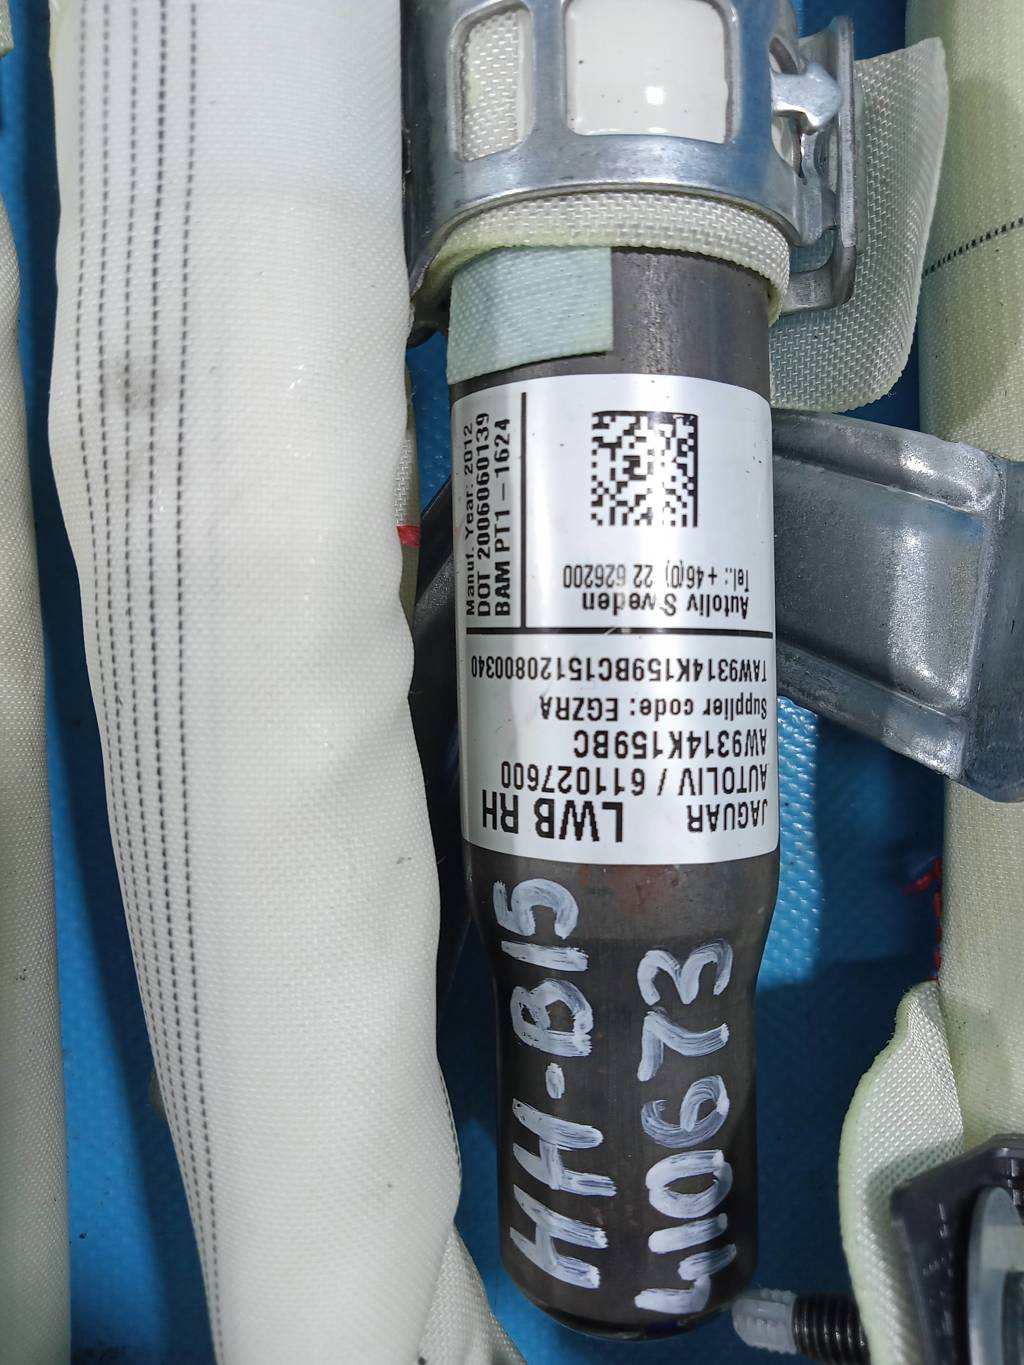 JAGUAR LWB RH
AUTOLIV / 611027600
AW9314K159BC
Supplier code: EGZRA
TAW9314K159BC15120800340
Autoliv Sweden
Tel.: +46(0) 22 626200
Manuf. Year: 2012
DOT 2006060139
BAM PT1-1624
HH-B15
410673